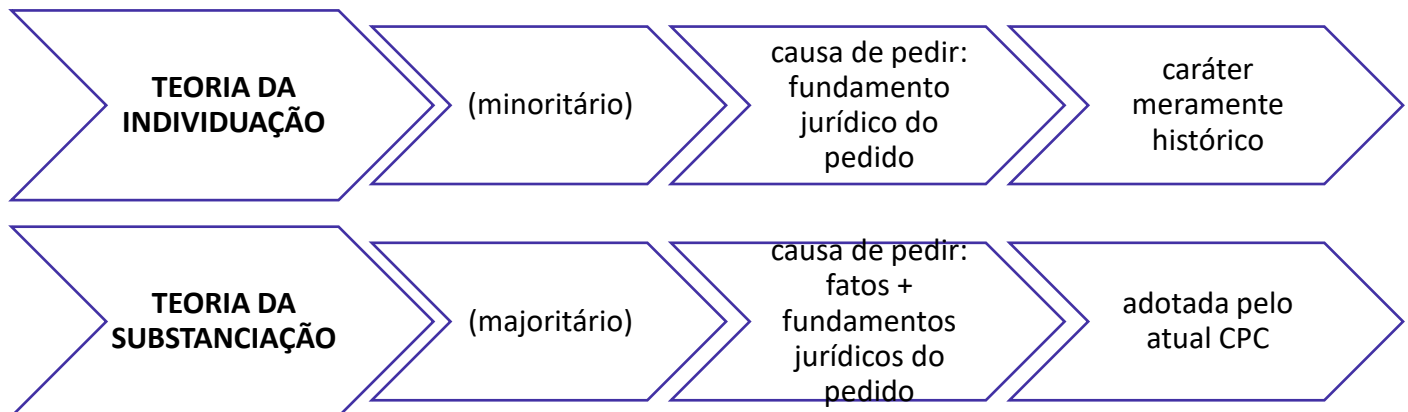 TEORIA DA
INDIVIDUAÇÃO
(minoritário)
causa de pedir:
fundamento
jurídico do
pedido
caráter
meramente
histórico
TEORIA DA
SUBSTANCIAÇÃO
(majoritário)
causa de pedir:
fatos +
fundamentos
jurídicos do
pedido
adotada pelo
atual CPC